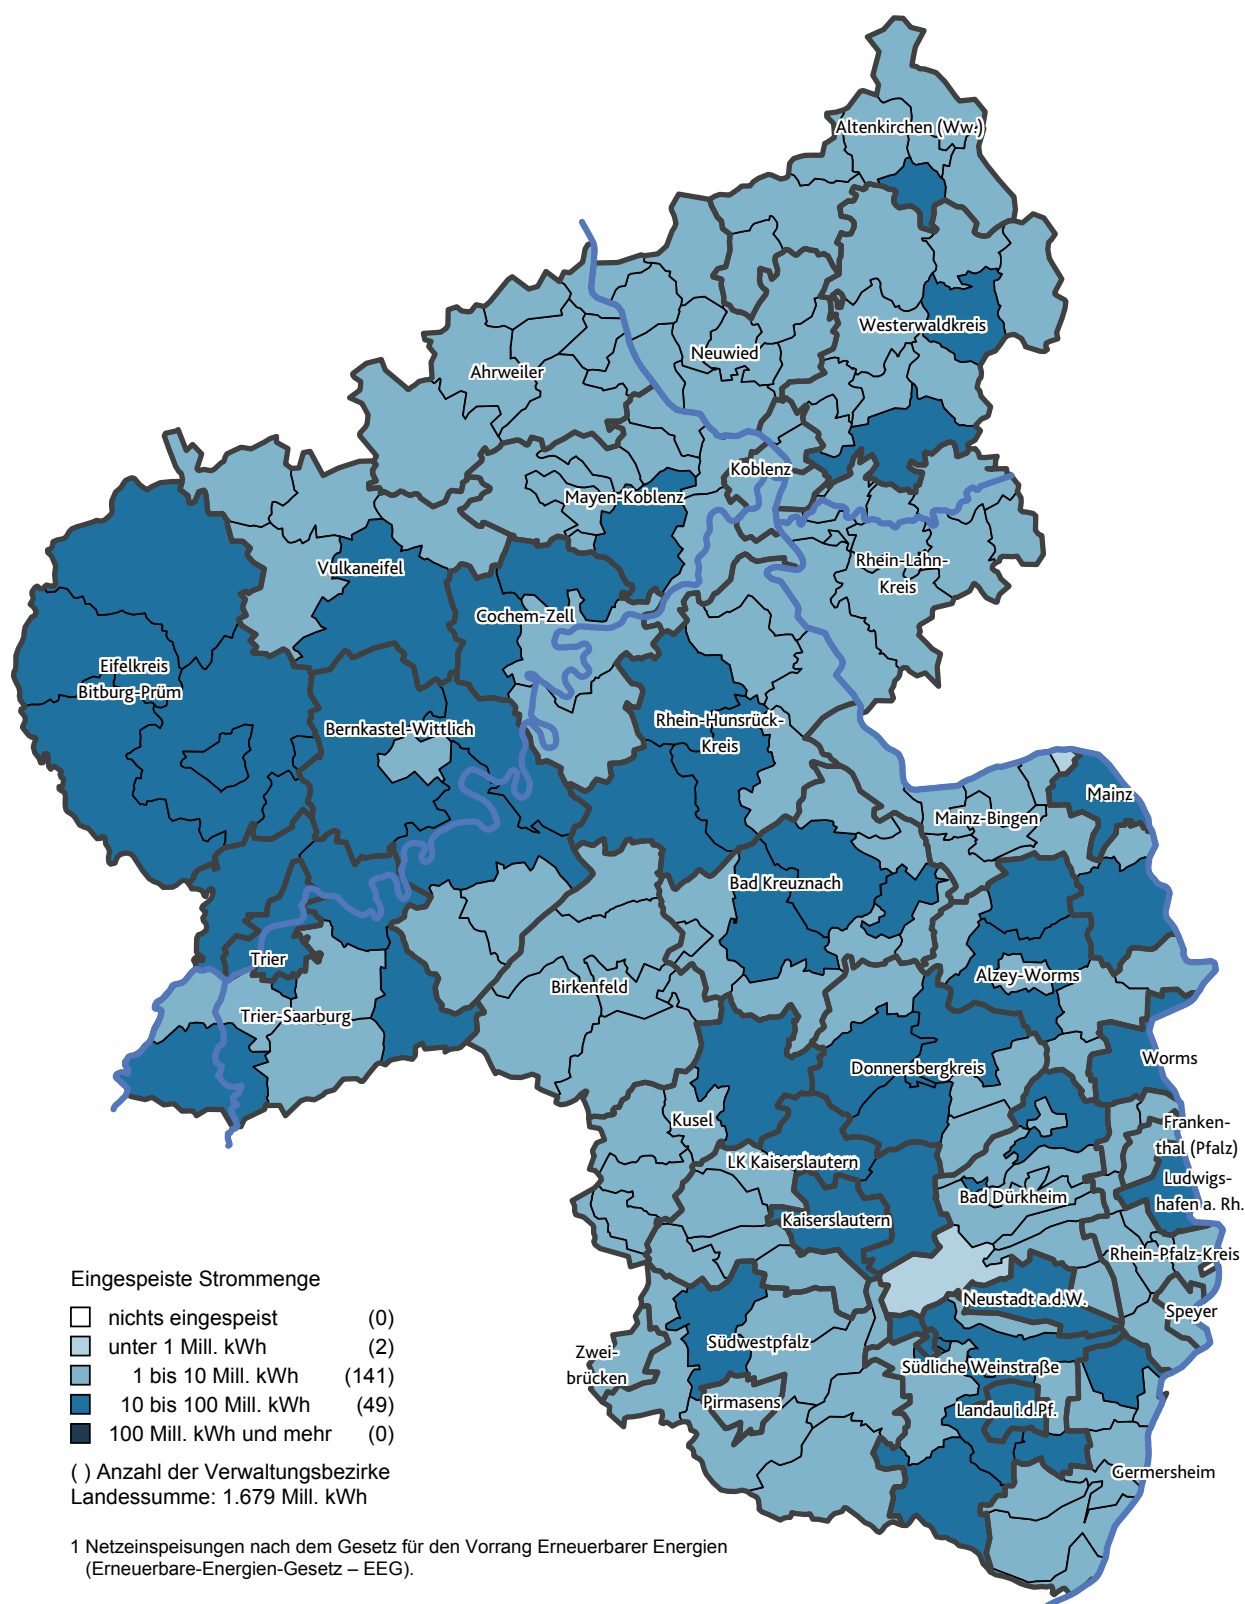 Altenkirchen (Ww.)
Westerwaldkreis
Neuwied
Ahrweiler
Koblenz
Mayen-Koblenz
Rhein-Lahn-
Kreis
Vulkaneifel
Cochem-Zell
Eifelkreis
Bitburg-Prüm
Bernkastel-Wittlich
Rhein-Hunsrück-
Kreis
Mainz
Mainz-Bingen
Bad Kreuznach
Trier
Alzey-Worms
Birkenfeld
Trier-Saarburg
Worms
Donnersbergkreis
Kusel
Franken-
thal (Pfalz)
LK Kaiserslautern
Ludwigs-
hafen a. Rh.
Bad Dürkheim
Kaiserslautern
Rhein-Pfalz-Kreis
Neustadt a.d.W.
Speyer
Südwestpfalz
Zwei-
brücken
Südliche Weinstraße
Pirmasens
Landau i.d.Pf.
Germersheim
Eingespeiste Strommenge
nichts eingespeist (0)
unter 1 Mill. kWh (2)
1 bis 10 Mill. kWh (141)
10 bis 100 Mill. kWh (49)
100 Mill. kWh und mehr (0)
( ) Anzahl der Verwaltungsbezirke
Landessumme: 1.679 Mill. kWh
1 Netzeinspeisungen nach dem Gesetz für den Vorrang Erneuerbarer Energien
(Erneuerbare-Energien-Gesetz – EEG).